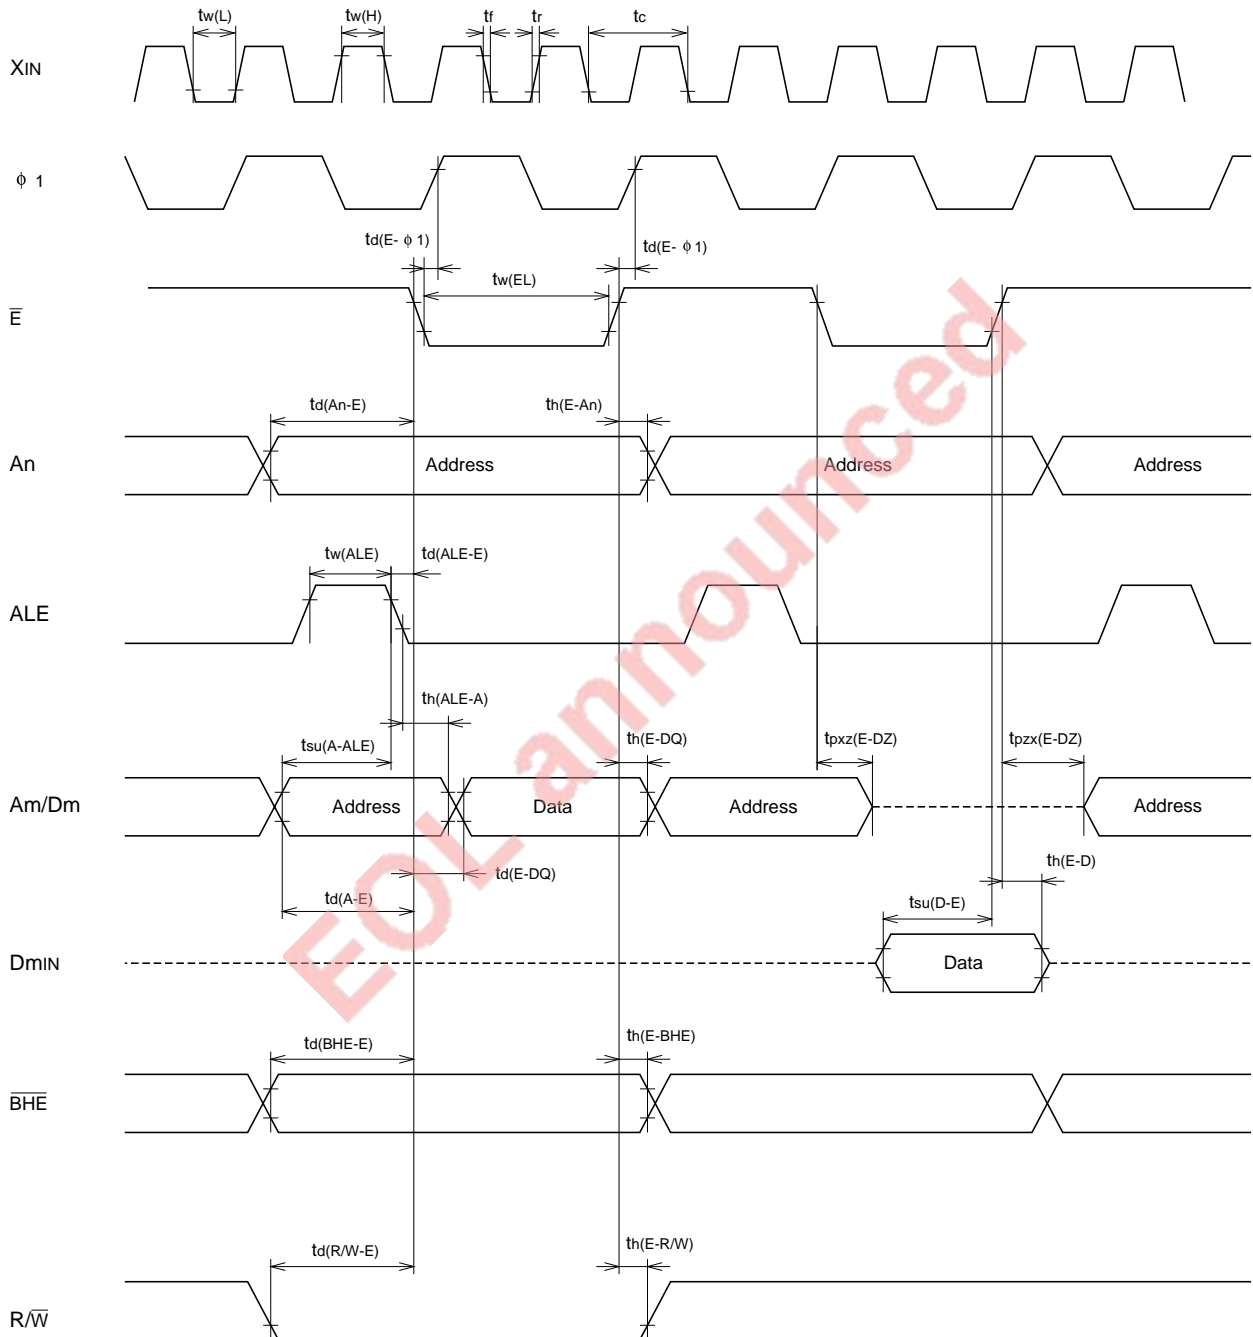 tw(L) tw(H) tf tr tc
XIN
ϕ 1
td(E- ϕ 1) td(E- ϕ 1)
tw(EL)
E̅
td(An-E) th(E-An)
An Address Address Address
tw(ALE) td(ALE-E)
ALE
th(ALE-A)
tsu(A-ALE) th(E-DQ) tpxz(E-DZ) tpzx(E-DZ)
Am/Dm Address Data Address Address
td(E-DQ) th(E-D)
td(A-E) tsu(D-E)
DmIN Data
td(BHE-E) th(E-BHE)
B̅H̅E̅
td(R/W-E) th(E-R/W)
R/W̅
EOL announced